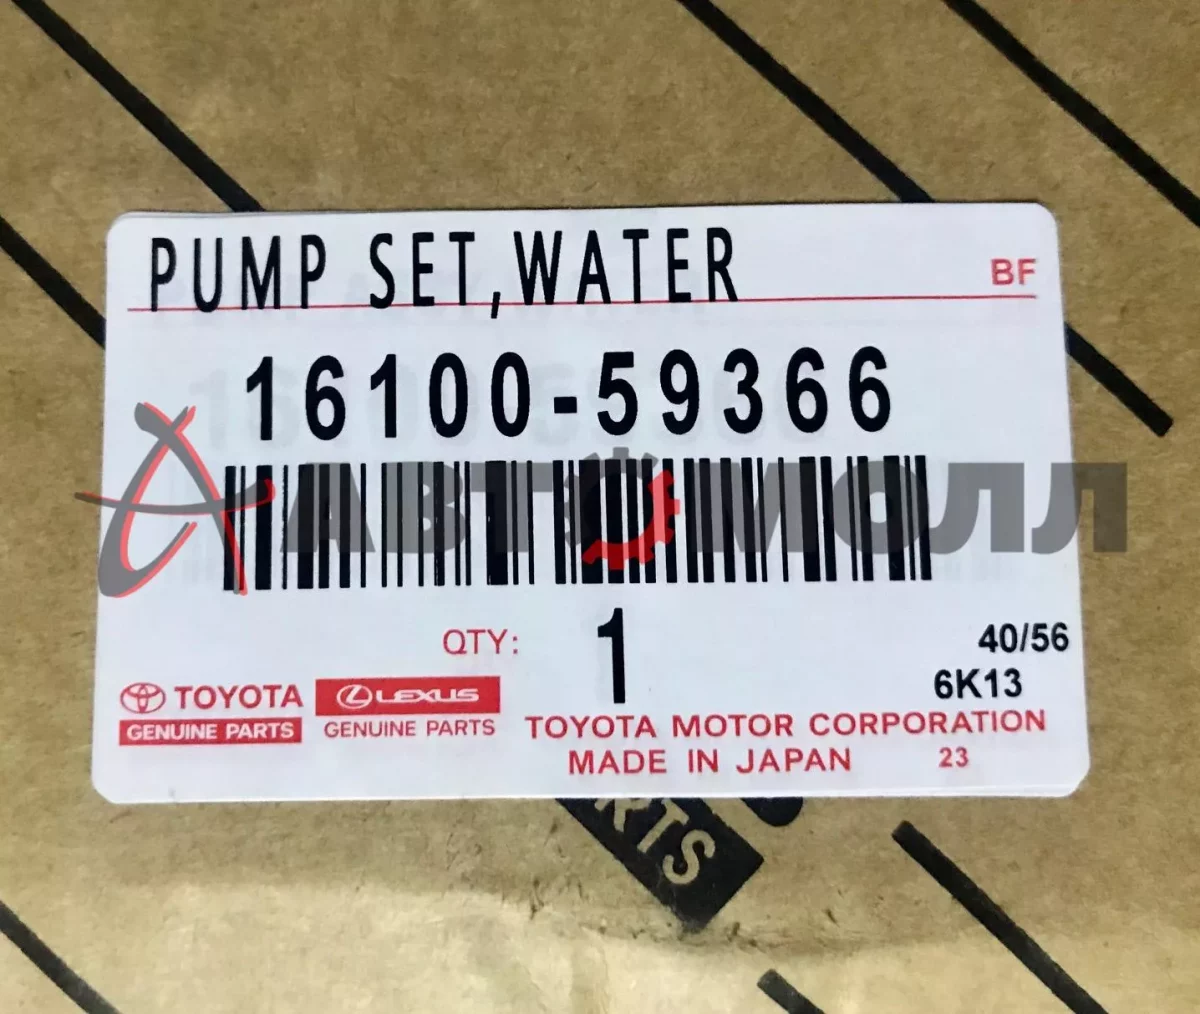 PUMP SET,WATER
BF
16100-59366
АВТОМОЛЛ
QTY: 1
40/56
6K13
TOYOTA
GENUINE PARTS
LEXUS
GENUINE PARTS
TOYOTA MOTOR CORPORATION
MADE IN JAPAN 23